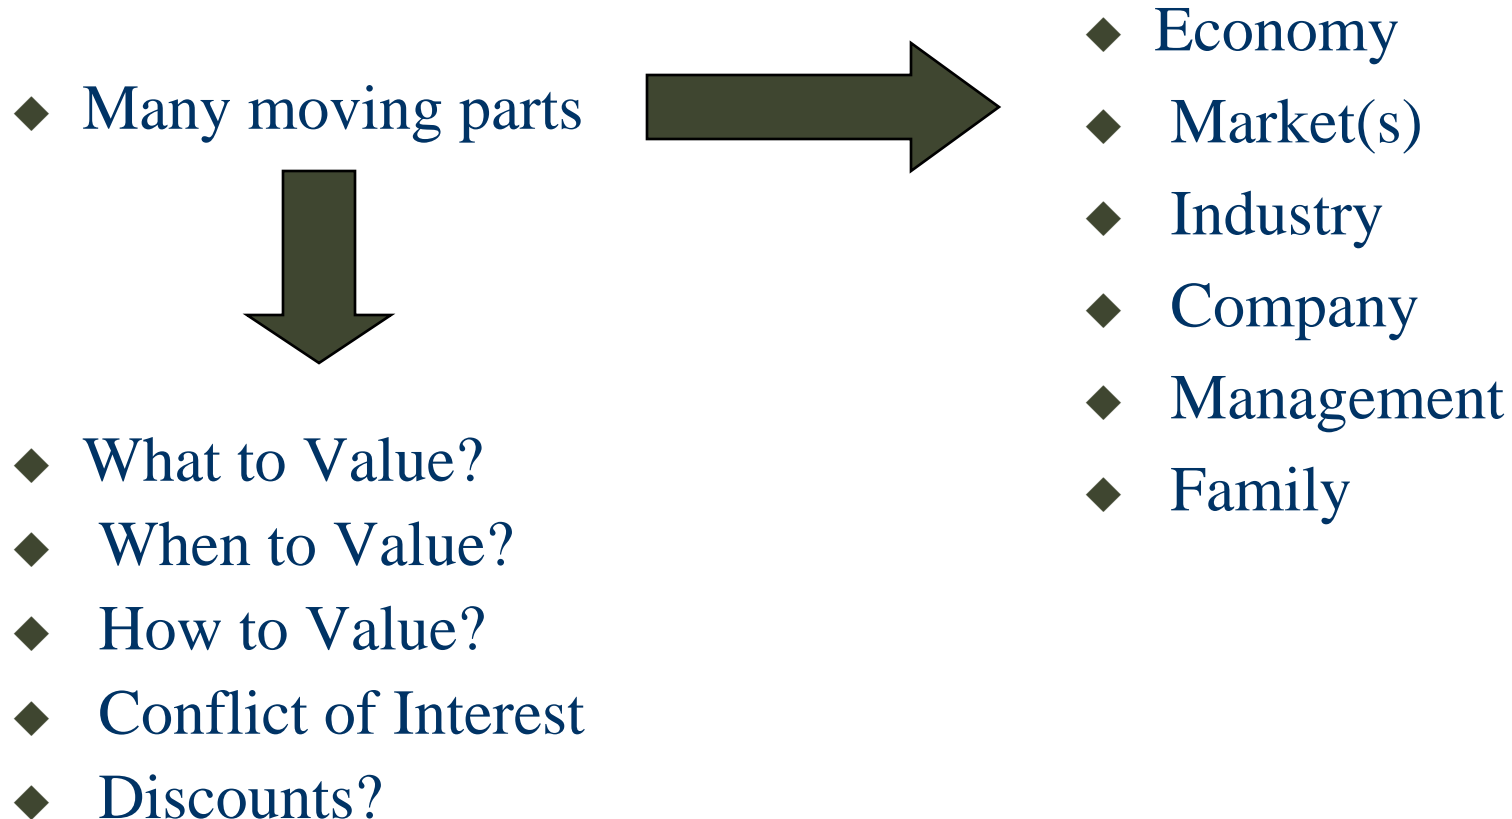 Many moving parts
What to Value?
When to Value?
How to Value?
Conflict of Interest
Discounts?
Economy
Market(s)
Industry
Company
Management
Family